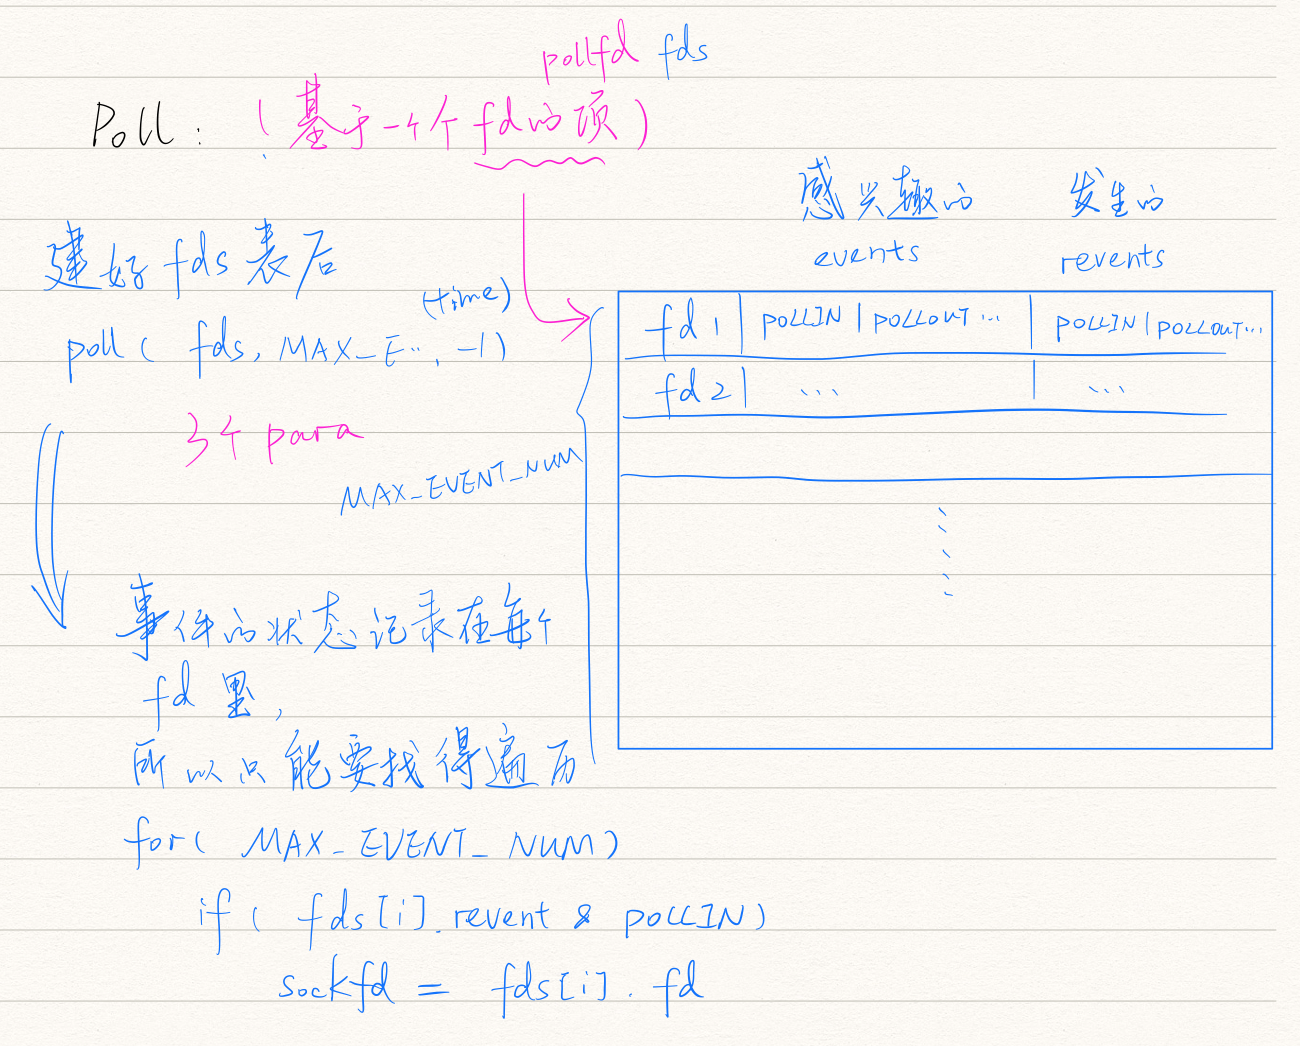 pollfd fds
Poll: (基于一个个fd的项)
感兴趣的 发生的
events revents
建好fds表后
(time)
poll( fds, MAX_E.., -1)
3个para
MAX_EVENT_NUM
fd1 | POLLIN | POLLOUT ... | POLLIN | POLLOUT...
fd2 | ... | ...
事件的状态记录在每个
fd里,
所以只能要找得遍历
for( MAX_EVENT_NUM)
if( fds[i].revent & POLLIN)
sockfd = fds[i].fd